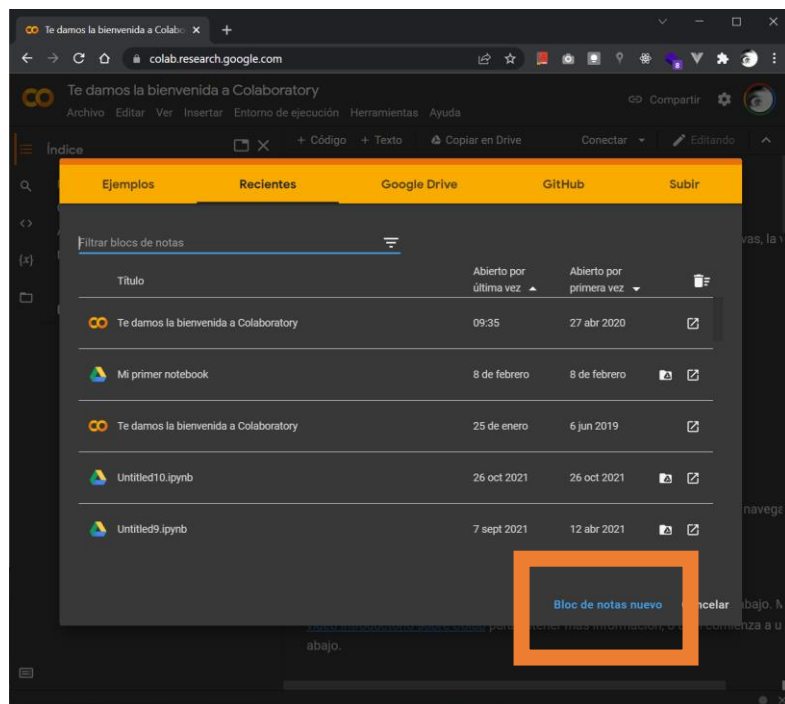 Te damos la bienvenida a Colabo
colab.research.google.com
Te damos la bienvenida a Colaboratory
Compartir
Archivo Editar Ver Insertar Entorno de ejecución Herramientas Ayuda
Índice
+ Código + Texto Copiar en Drive Conectar Editando
Ejemplos Recientes Google Drive GitHub Subir
Filtrar blocs de notas
vas, la v
{x}
Título Abierto por última vez Abierto por primera vez
Te damos la bienvenida a Colaboratory 09:35 27 abr 2020
Mi primer notebook 8 de febrero 8 de febrero
Te damos la bienvenida a Colaboratory 25 de enero 6 jun 2019
Untitled10.ipynb 26 oct 2021 26 oct 2021
navega
Untitled9.ipynb 7 sept 2021 12 abr 2021
Bloc de notas nuevo
abajo. M
abajo.